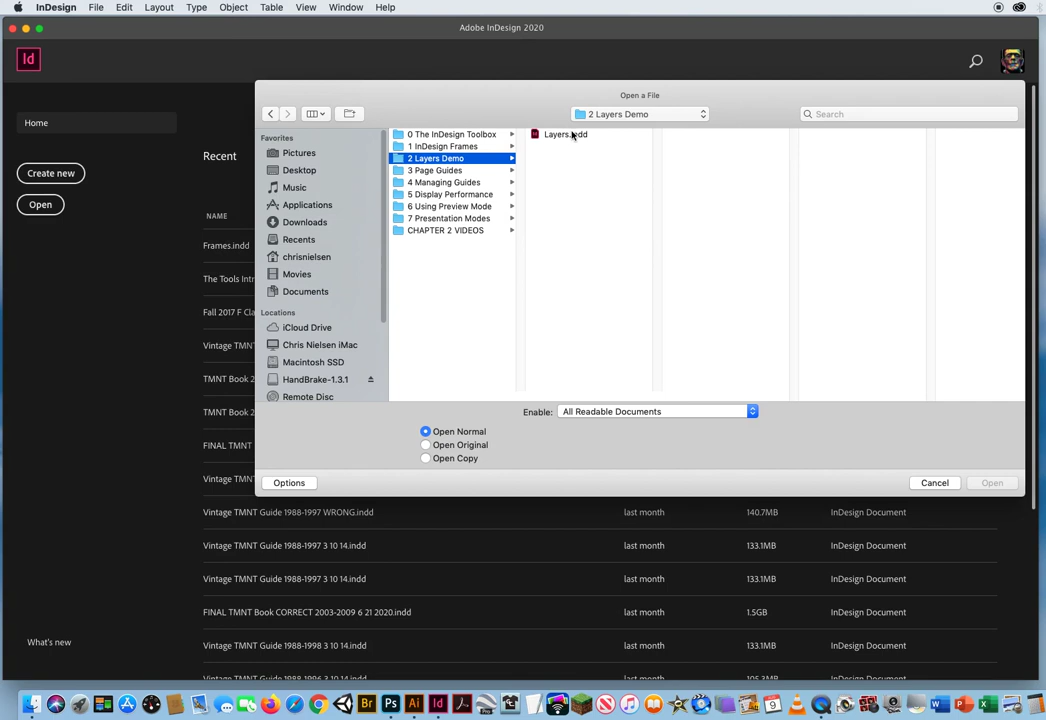 InDesign File Edit Layout Type Object Table View Window Help
Adobe InDesign 2020
Id
Open a File
2 Layers Demo
Search
Home
Create new
Open
Recent
NAME
Frames.indd
The Tools Intr
Fall 2017 F Cla
Vintage TMNT
TMNT Book 2
TMNT Book 2
FINAL TMNT
Vintage TMNT
Favorites
Pictures
Desktop
Music
Applications
Downloads
Recents
chrisnielsen
Movies
Documents
Locations
iCloud Drive
Chris Nielsen iMac
Macintosh SSD
HandBrake-1.3.1
Remote Disc
0 The InDesign Toolbox
1 InDesign Frames
2 Layers Demo
3 Page Guides
4 Managing Guides
5 Display Performance
6 Using Preview Mode
7 Presentation Modes
CHAPTER 2 VIDEOS
Layers.indd
Enable: All Readable Documents
Open Normal
Open Original
Open Copy
Options
Cancel
Open
Vintage TMNT Guide 1988-1997 WRONG.indd last month 140.7MB InDesign Document
Vintage TMNT Guide 1988-1997 3 10 14.indd last month 133.1MB InDesign Document
Vintage TMNT Guide 1988-1997 3 10 14.indd last month 133.1MB InDesign Document
FINAL TMNT Book CORRECT 2003-2009 6 21 2020.indd last month 1.5GB InDesign Document
Vintage TMNT Guide 1988-1998 3 10 14.indd last month 133.1MB InDesign Document
What's new
Br Ps Ai Id
9
W P X